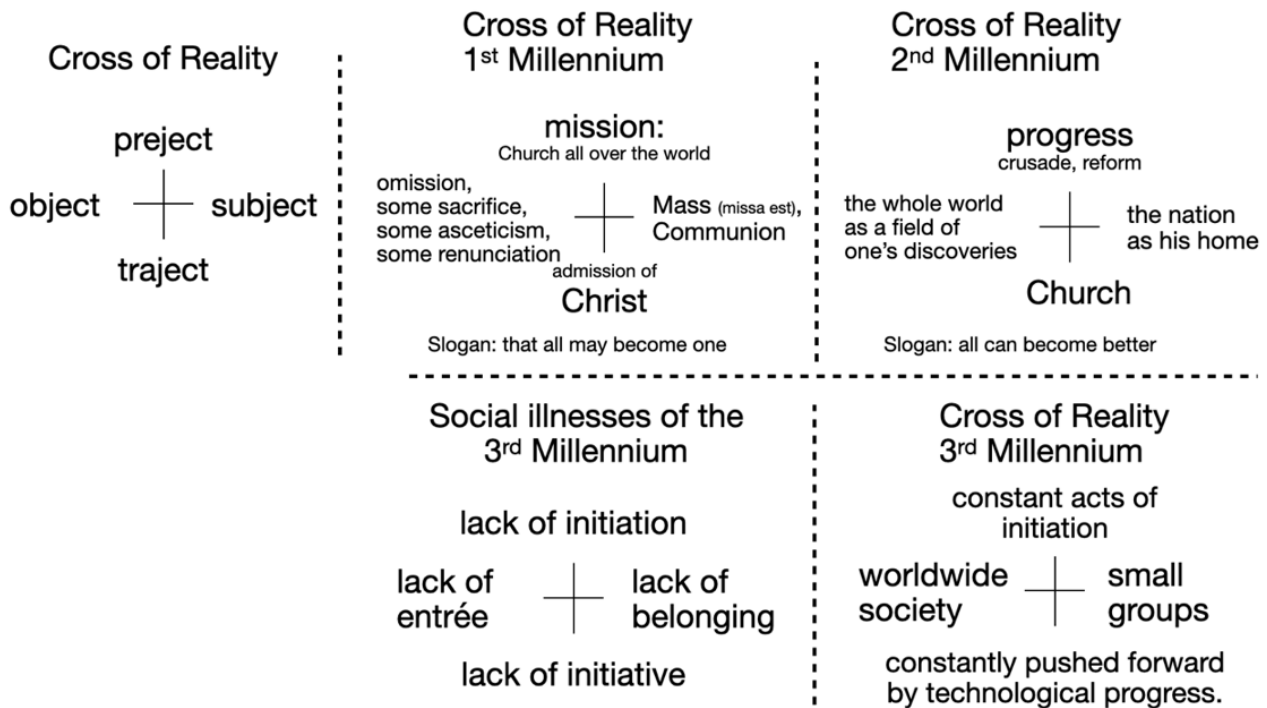 Cross of Reality
preject
object
subject
traject
Cross of Reality
1st Millennium
mission:
Church all over the world
omission,
some sacrifice,
some asceticism,
some renunciation
Mass (missa est),
Communion
admission of
Christ
Slogan: that all may become one
Cross of Reality
2nd Millennium
progress
crusade, reform
the whole world
as a field of
one's discoveries
the nation
as his home
Church
Slogan: all can become better
Social illnesses of the
3rd Millennium
lack of initiation
lack of
entrée
lack of
belonging
lack of initiative
Cross of Reality
3rd Millennium
constant acts of
initiation
worldwide
society
small
groups
constantly pushed forward
by technological progress.